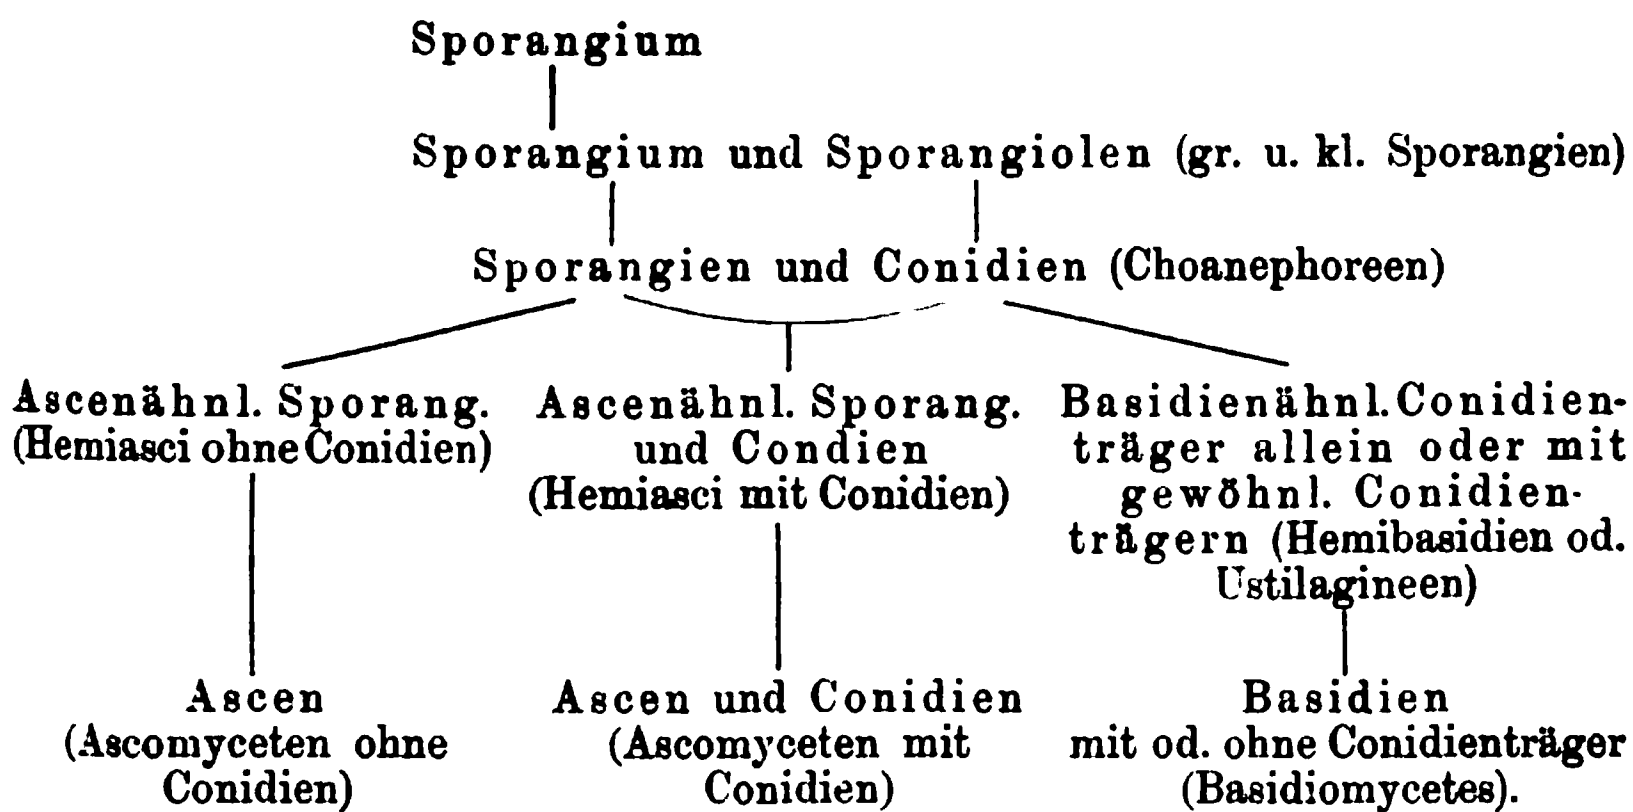 Sporangium
Sporangium und Sporangiolen (gr. u. kl. Sporangien)
Sporangien und Conidien (Choanephoreen)
Ascenähnl. Sporang.
(Hemiasci ohne Conidien)
Ascenähnl. Sporang.
und Condien
(Hemiasci mit Conidien)
Basidienähnl. Conidien-
träger allein oder mit
gewöhnl. Conidien-
trägern (Hemibasidien od.
Ustilagineen)
Ascen
(Ascomyceten ohne
Conidien)
Ascen und Conidien
(Ascomyceten mit
Conidien)
Basidien
mit od. ohne Conidienträger
(Basidiomycetes).